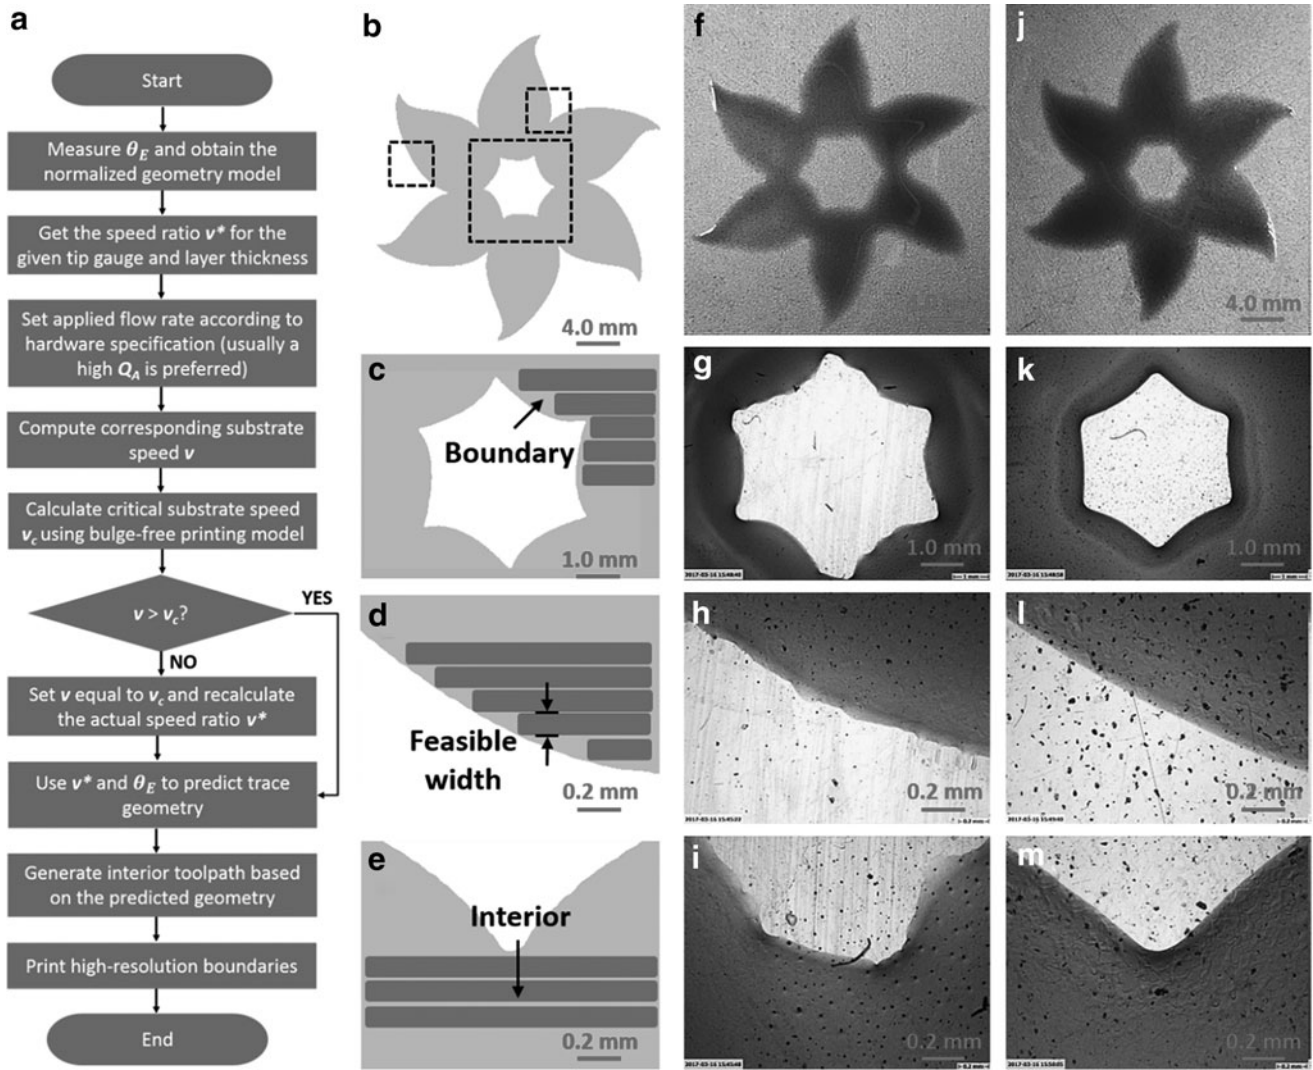 a
Start
Measure θE and obtain the
normalized geometry model
Get the speed ratio v* for the
given tip gauge and layer thickness
Set applied flow rate according to
hardware specification (usually a
high QA is preferred)
Compute corresponding substrate
speed v
Calculate critical substrate speed
vc using bulge-free printing model
v > vc?
YES
NO
Set v equal to vc and recalculate
the actual speed ratio v*
Use v* and θE to predict trace
geometry
Generate interior toolpath based
on the predicted geometry
Print high-resolution boundaries
End
b
4.0 mm
c
Boundary
1.0 mm
d
Feasible
width
0.2 mm
e
Interior
0.2 mm
f
4.0 mm
g
1.0 mm
h
0.2 mm
i
0.2 mm
j
4.0 mm
k
1.0 mm
l
0.2 mm
m
0.2 mm